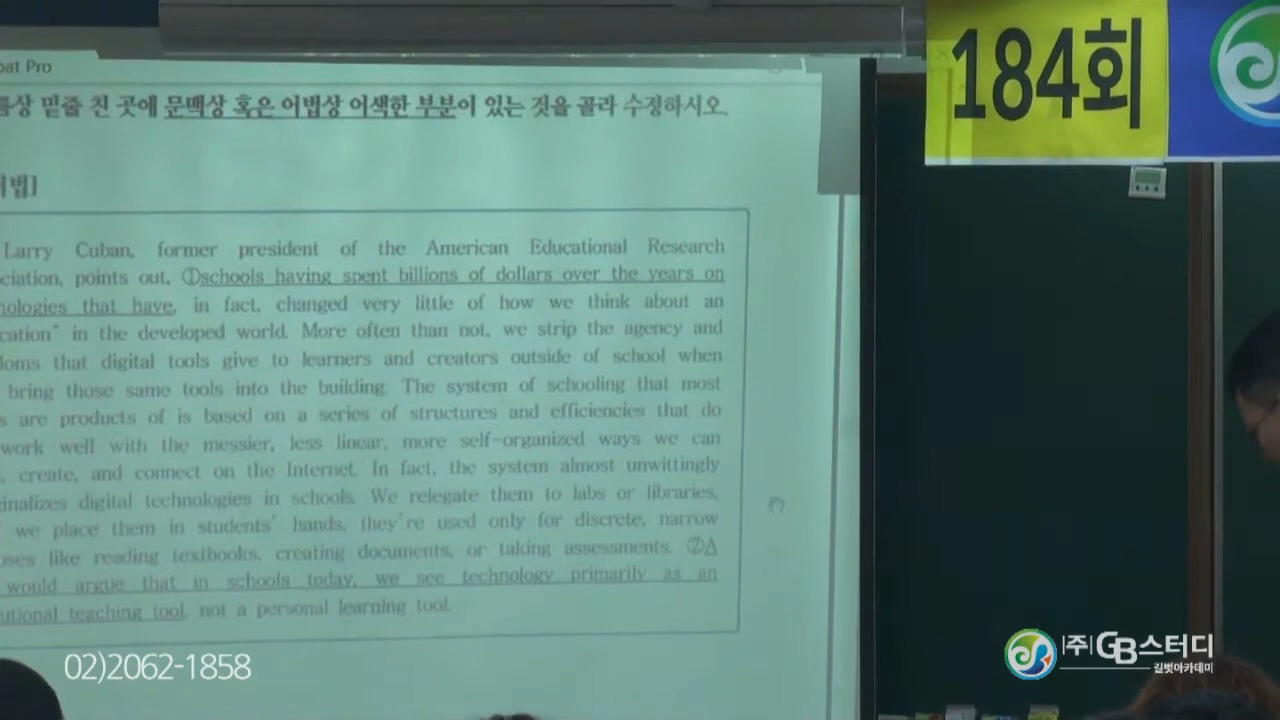 bat Pro
184회
문맥상 혹은 어법상 어색한 부분이 있는 것을 골라 수정하시오.
밑줄 친 곳에
Larry Cuban, former president of the American Educational Research
ciation, points out, ①schools having spent billions of dollars over the years on
nologies that have, in fact, changed very little of how we think about an
cation" in the developed world. More often than not, we strip the agency and
doms that digital tools give to learners and creators outside of school when
bring those same tools into the building. The system of schooling that most
s are products of is based on a series of structures and efficiencies that do
work well with the messier, less linear, more self-organized ways we can
, create, and connect on the Internet. In fact, the system almost unwittingly
ginalizes digital technologies in schools. We relegate them to labs or libraries,
we place them in students' hands, they're used only for discrete, narrow
oses like reading textbooks, creating documents, or taking assessments. ②A
would argue that in schools today, we see technology primarily as an
utional teaching tool, not a personal learning tool.
02)2062-1858
(주)GB스터디
길벗아카데미